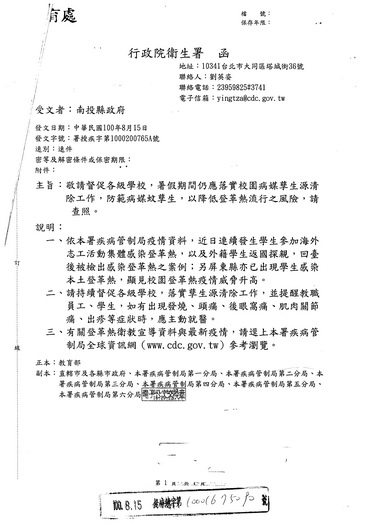 育處
檔　　號：
保存年限：
行政院衛生署　函
地址：10341台北市大同區塔城街36號
聯絡人：劉英姿
聯絡電話：23959825#3741
電子信箱：yingtza@cdc.gov.tw
受文者：南投縣政府
發文日期：中華民國100年8月15日
發文字號：署授疾字第1000200765A號
速別：速件
密等及解密條件或保密期限：
附件：
主旨：敬請督促各級學校，暑假期間仍應落實校園病媒孳生源清
除工作，防範病媒蚊孳生，以降低登革熱流行之風險，請
查照。
說明：
一、依本署疾病管制局疫情資料，近日連續發生學生參加海外
志工活動集體感染登革熱，以及外籍學生返國探親，回臺
後被檢出感染登革熱之案例；另屏東縣亦已出現學生感染
本土登革熱，顯見校園登革熱疫情威脅升高。
二、請持續督促各級學校，落實孳生源清除工作，並提醒教職
員工、學生，如有出現發燒、頭痛、後眼窩痛、肌肉關節
痛、出疹等症狀時，應主動就醫。
三、有關登革熱衛教宣導資料與最新疫情，請逕上本署疾病管
制局全球資訊網（www.cdc.gov.tw）參考瀏覽。
正本：教育部
副本：直轄市及各縣市政府、本署疾病管制局第一分局、本署疾病管制局第二分局、本
署疾病管制局第三分局、本署疾病管制局第四分局、本署疾病管制局第五分局、
本署疾病管制局第六分局
訂
線
第 1 頁
100.8.15